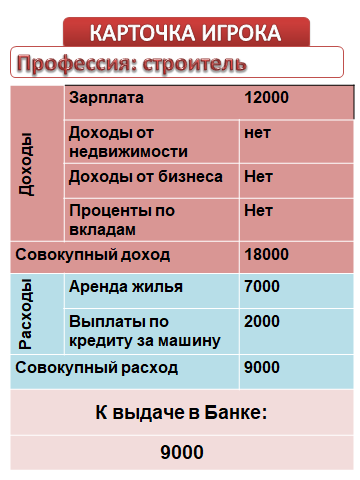 КАРТОЧКА ИГРОКА
Профессия: строитель
Доходы
Зарплата 12000
Доходы от нет
недвижимости
Доходы от бизнеса Нет
Проценты по Нет
вкладам
Совокупный доход 18000
Расходы
Аренда жилья 7000
Выплаты по 2000
кредиту за машину
Совокупный расход 9000
К выдаче в Банке:
9000